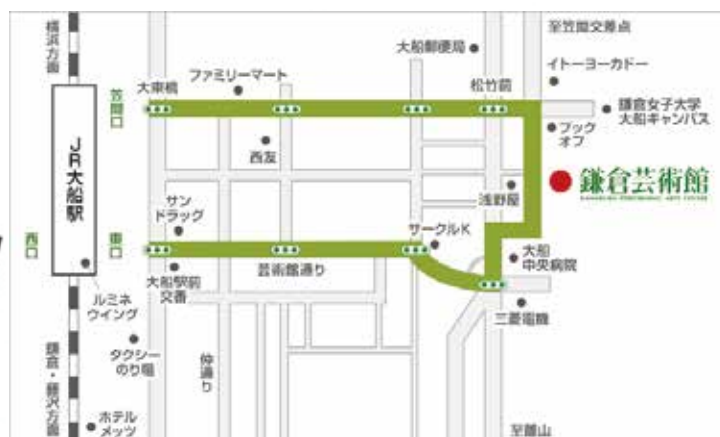 横浜方面
至笠間交差点
大船郵便局
イトーヨーカドー
ファミリーマート
大東橋
松竹前
笠間口
鎌倉女子大学
大船キャンパス
ブック
オフ
西友
JR大船駅
鎌倉芸術館
浅野屋
サン
ドラッグ
サークルK
西口
東口
大船
中央病院
芸術館通り
大船駅前
交番
ルミネ
ウイング
三菱電機
タクシー
のり場
仲通り
鎌倉・藤沢方面
ホテル
メッツ
至離山